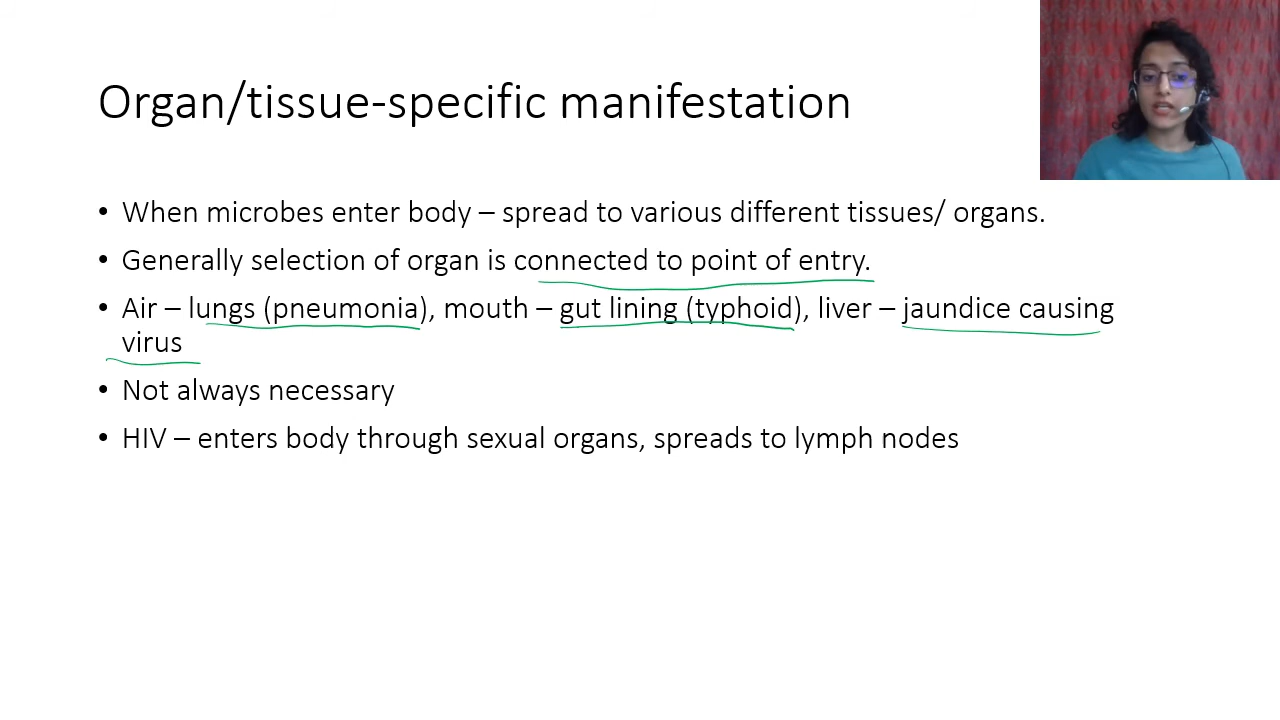 Organ/tissue-specific manifestation
• When microbes enter body – spread to various different tissues/ organs.
• Generally selection of organ is connected to point of entry.
• Air – lungs (pneumonia), mouth – gut lining (typhoid), liver – jaundice causing
virus
• Not always necessary
• HIV – enters body through sexual organs, spreads to lymph nodes